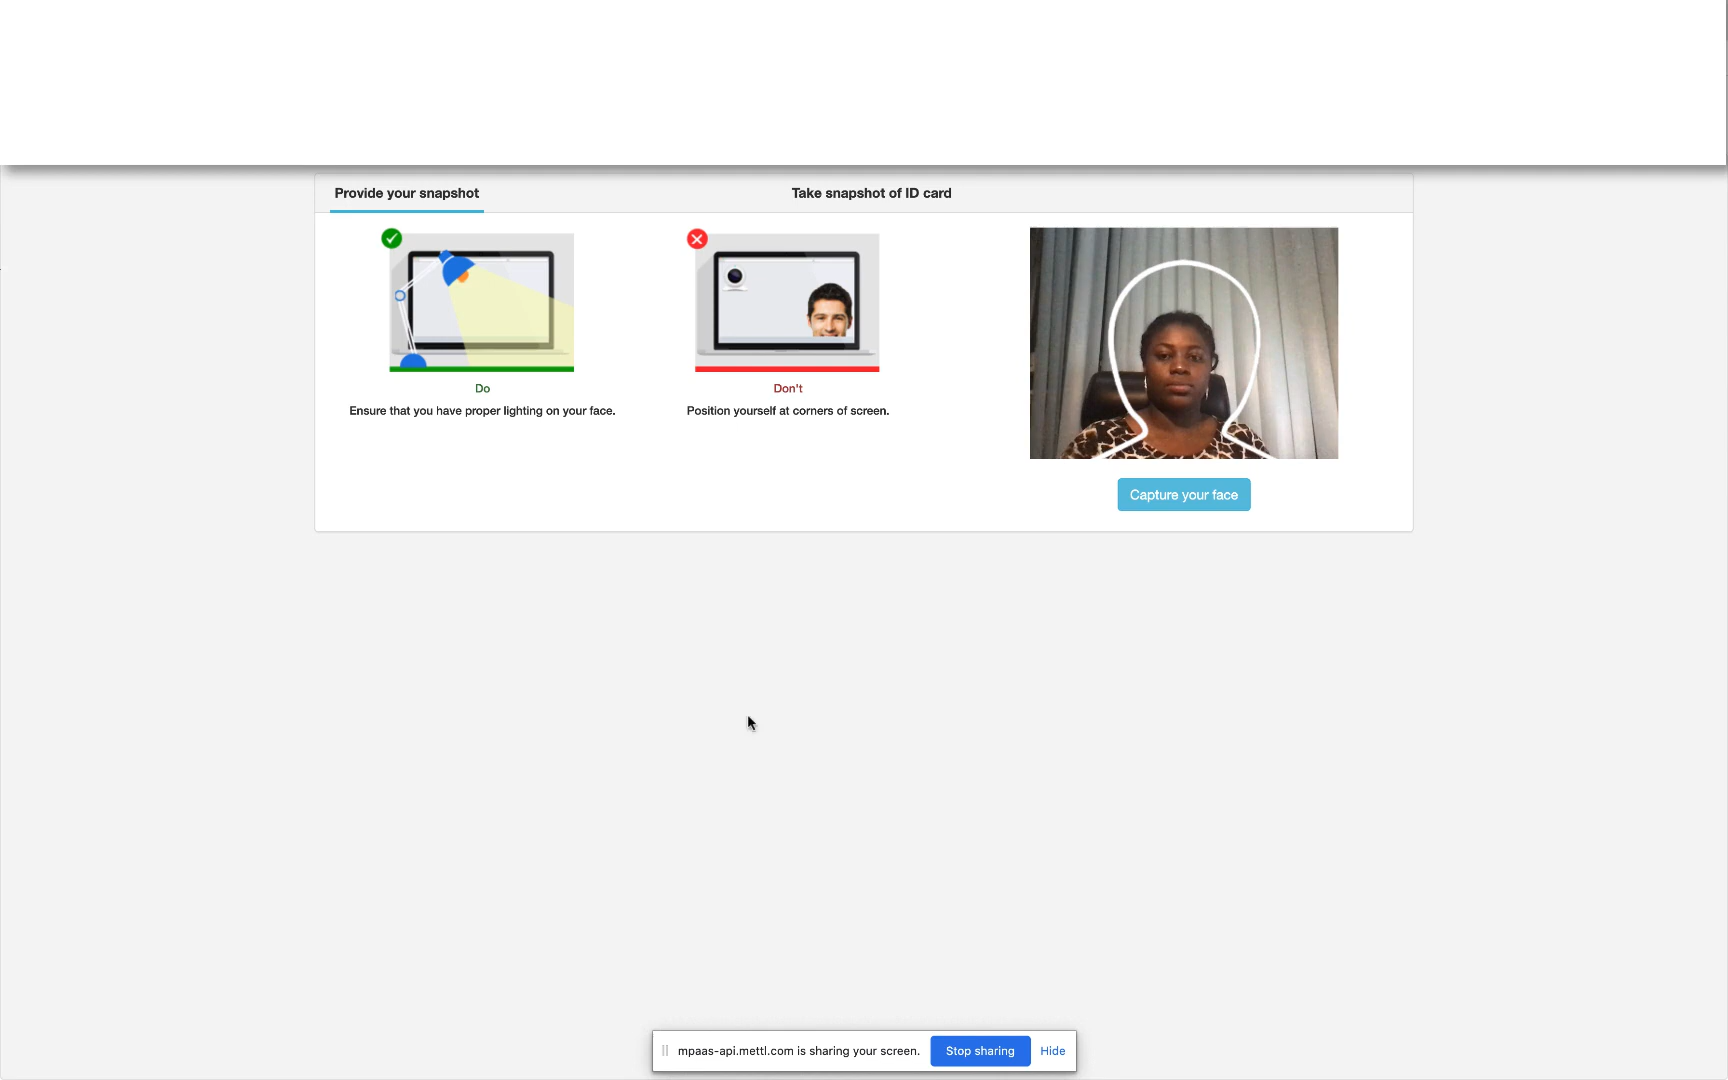 Provide your snapshot
Take snapshot of ID card
Do
Don't
Ensure that you have proper lighting on your face.
Position yourself at corners of screen.
Capture your face
mpaas-api.mettl.com is sharing your screen.
Stop sharing
Hide